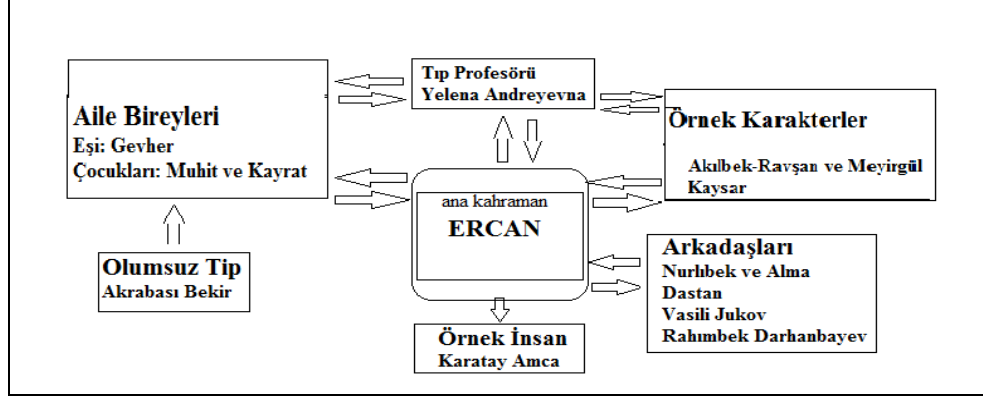 Tıp Profesörü
Yelena Andreyevna
Aile Bireyleri
Eşi: Gevher
Çocukları: Muhit ve Kayrat
Örnek Karakterler
Akılbek-Ravşan ve Meyirgül
Kaysar
ana kahraman
ERCAN
Olumsuz Tip
Akrabası Bekir
Arkadaşları
Nurlıbek ve Alma
Dastan
Vasili Jukov
Rahımbek Darhanbayev
Örnek İnsan
Karatay Amca